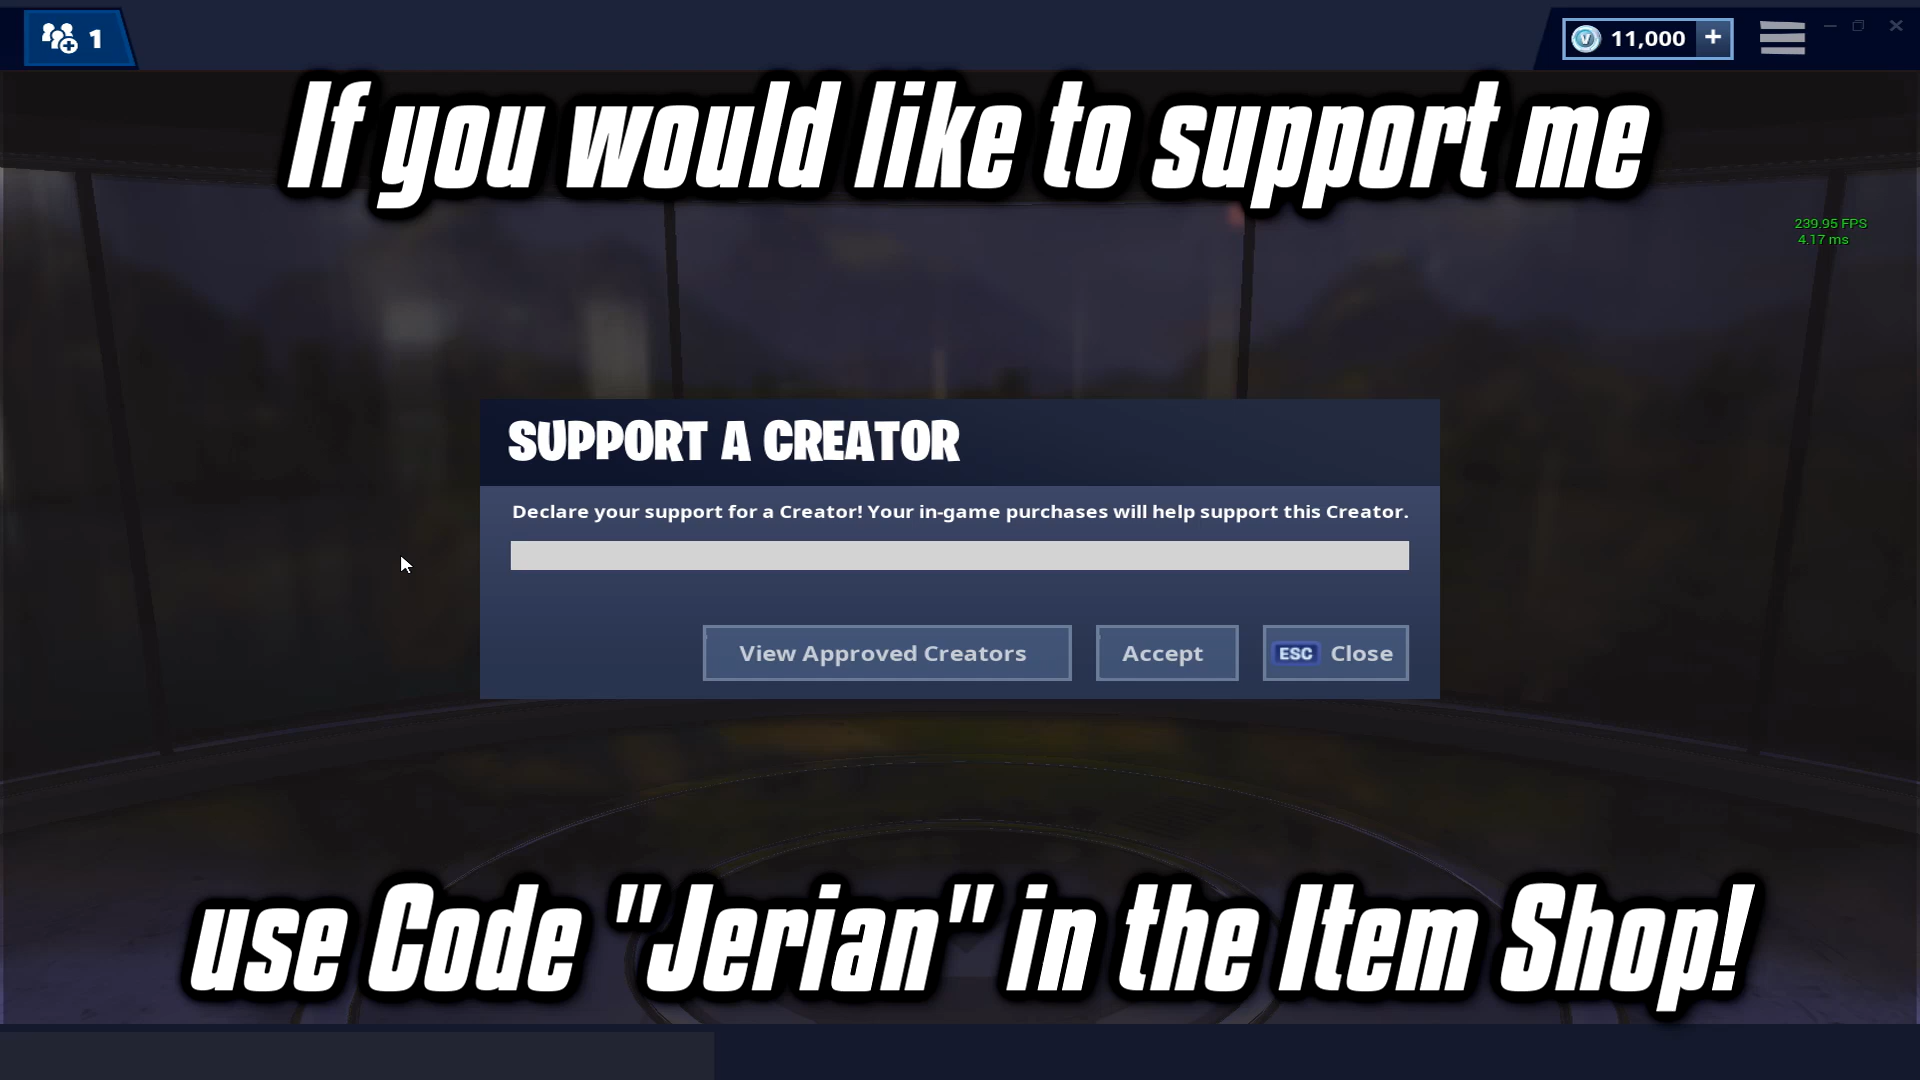 1
11,000 +
If you would like to support me
239.95 FPS
4.17 ms
SUPPORT A CREATOR
Declare your support for a Creator! Your in-game purchases will help support this Creator.
View Approved Creators
Accept
ESC Close
use Code "Jerian" in the Item Shop!